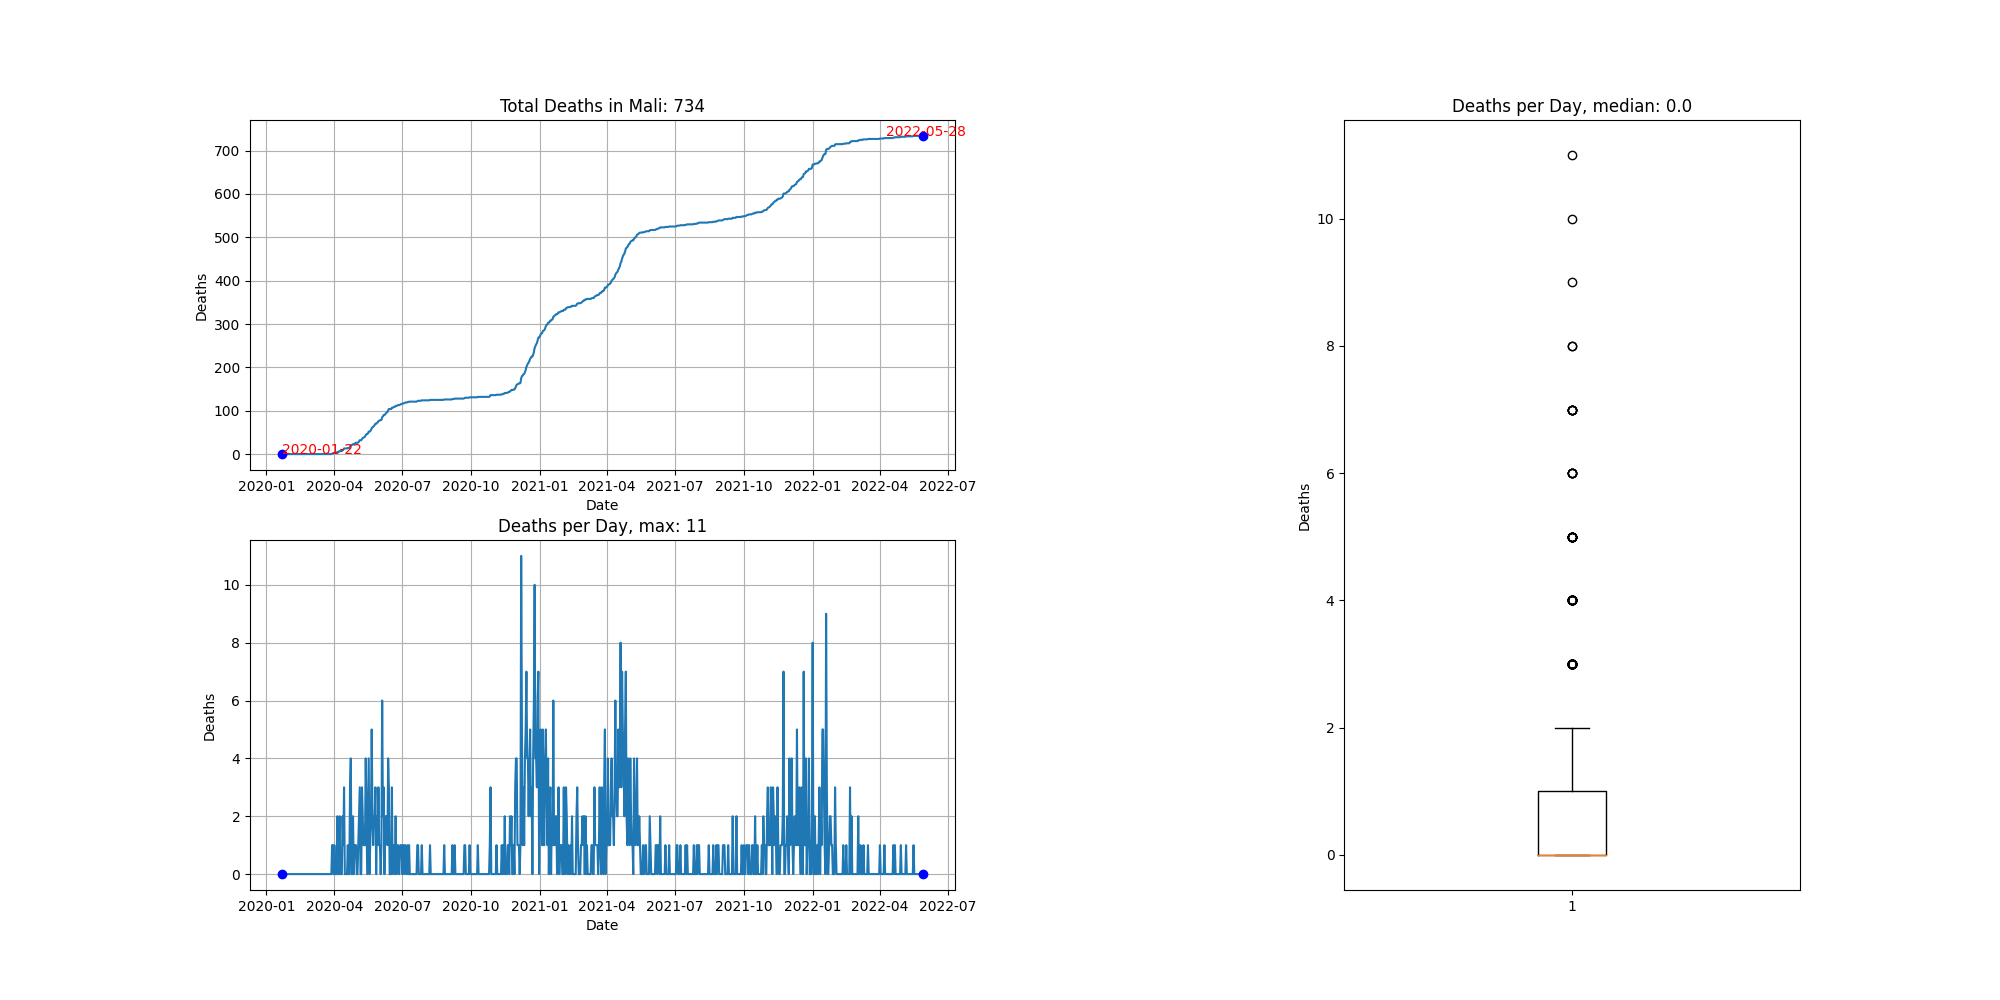 Total Deaths in Mali: 734
2022-05-28
700
600
500
400
300
200
100
0
Deaths
2020-01-22
2020-01 2020-04 2020-07 2020-10 2021-01 2021-04 2021-07 2021-10 2022-01 2022-04 2022-07
Date
Deaths per Day, max: 11
10
8
6
4
2
0
Deaths
2020-01 2020-04 2020-07 2020-10 2021-01 2021-04 2021-07 2021-10 2022-01 2022-04 2022-07
Date
Deaths per Day, median: 0.0
10
8
6
4
2
0
Deaths
1